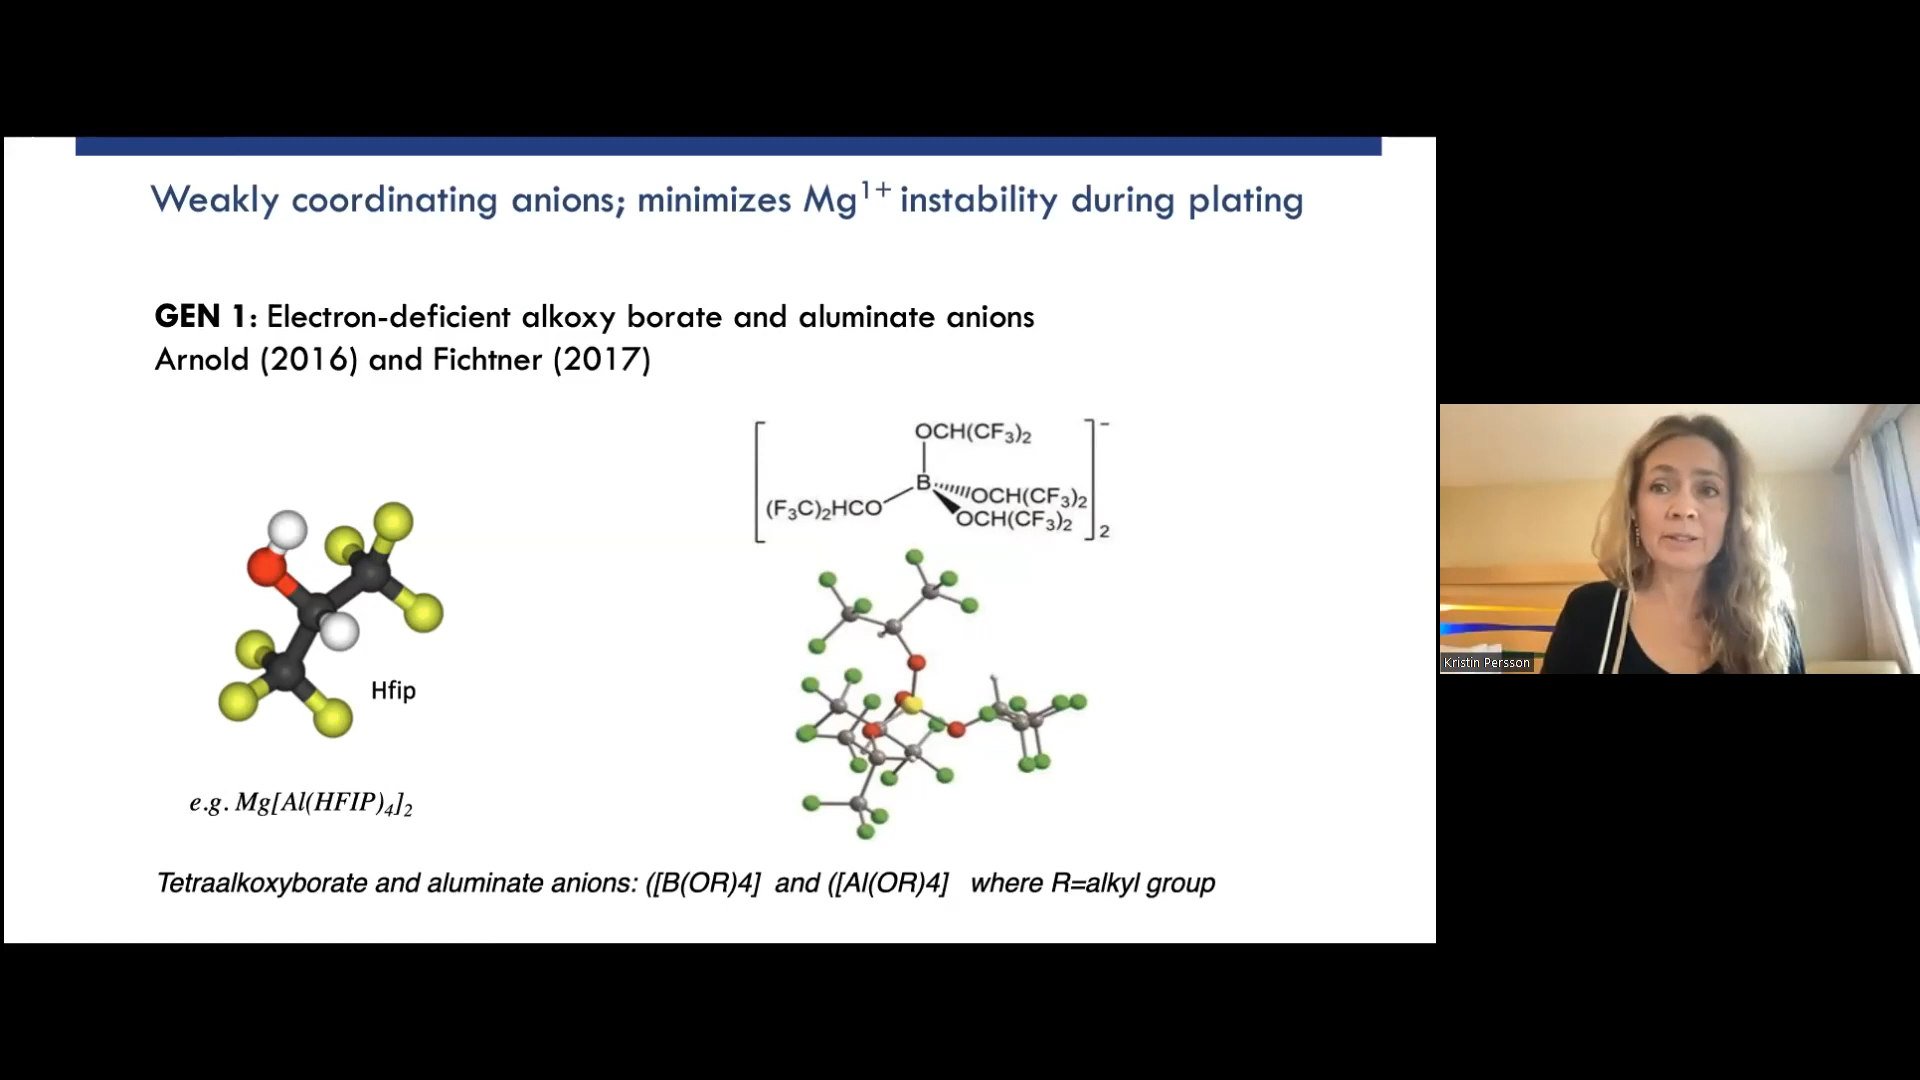 Weakly coordinating anions; minimizes Mg¹⁺ instability during plating
GEN 1: Electron-deficient alkoxy borate and aluminate anions
Arnold (2016) and Fichtner (2017)
OCH(CF₃)₂
B
(F₃C)₂HCO
OCH(CF₃)₂
OCH(CF₃)₂
−
2
Hfip
e.g. Mg[Al(HFIP)₄]₂
Tetraalkoxyborate and aluminate anions: ([B(OR)4] and ([Al(OR)4] where R=alkyl group
Kristin Persson